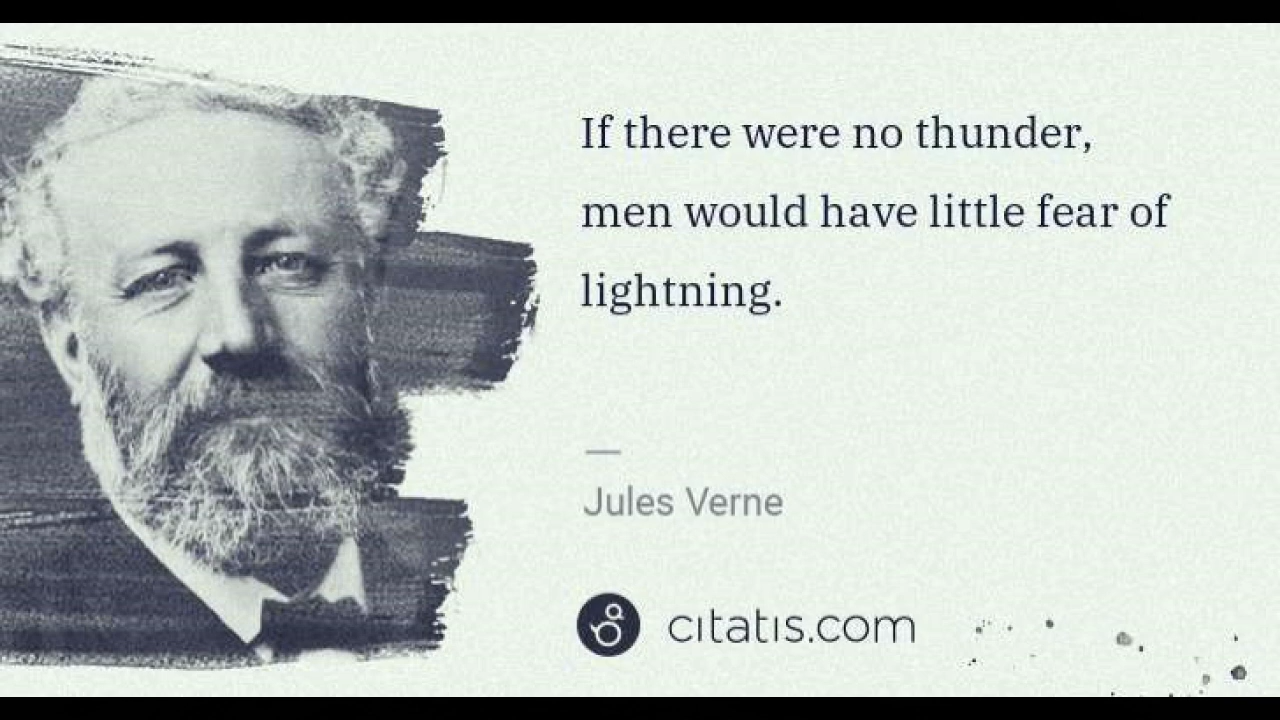 If there were no thunder,
men would have little fear of
lightning.
—
Jules Verne
citatis.com